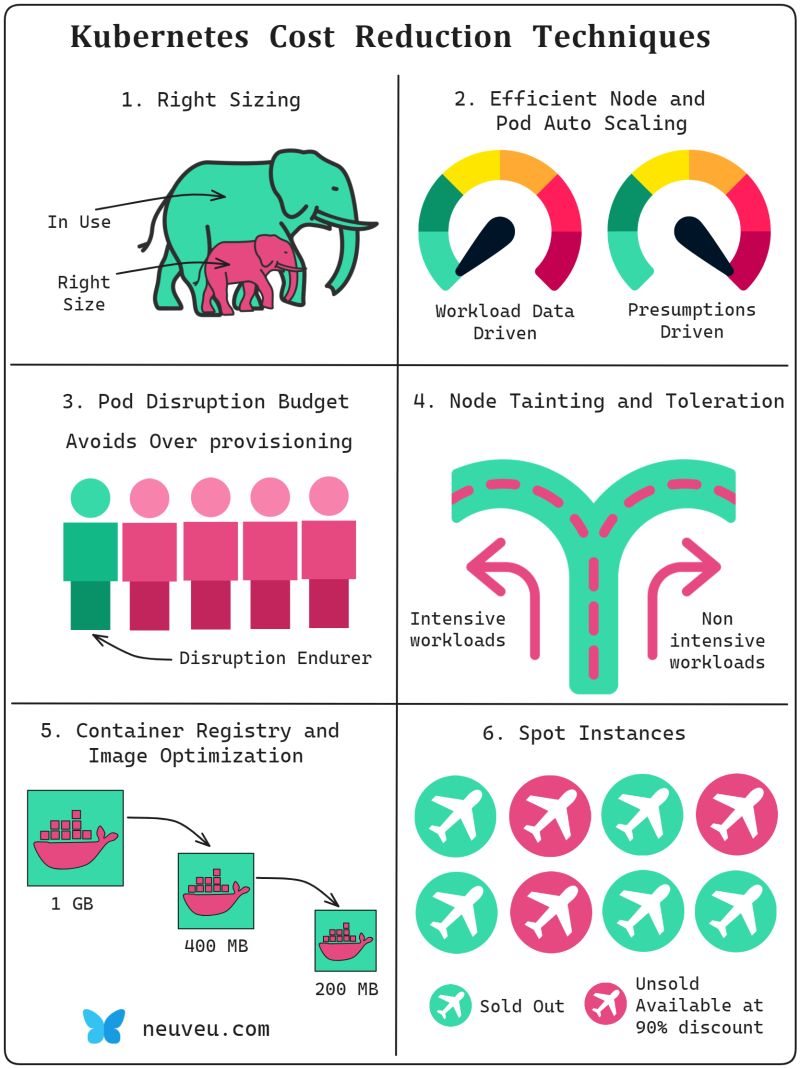 Kubernetes Cost Reduction Techniques
1. Right Sizing
In Use
Right
Size
2. Efficient Node and
Pod Auto Scaling
Workload Data
Driven
Presumptions
Driven
3. Pod Disruption Budget
Avoids Over provisioning
Disruption Endurer
4. Node Tainting and Toleration
Intensive
workloads
Non
intensive
workloads
5. Container Registry and
Image Optimization
1 GB
400 MB
200 MB
neuveu.com
6. Spot Instances
Sold Out
Unsold
Available at
90% discount